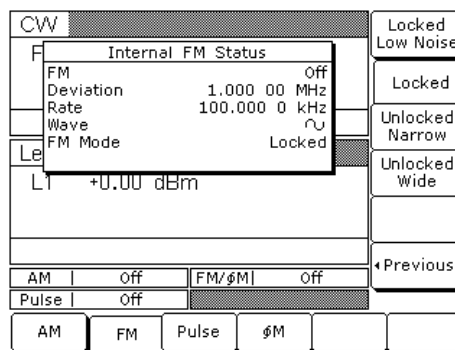 CW
F
Internal FM Status
FM Off
Deviation 1.000 00 MHz
Rate 100.000 0 kHz
Wave
FM Mode Locked
Le
L1 +0.00 dBm
AM Off FM/ϕM Off
Pulse Off
AM FM Pulse ϕM
Locked
Low Noise
Locked
Unlocked
Narrow
Unlocked
Wide
Previous